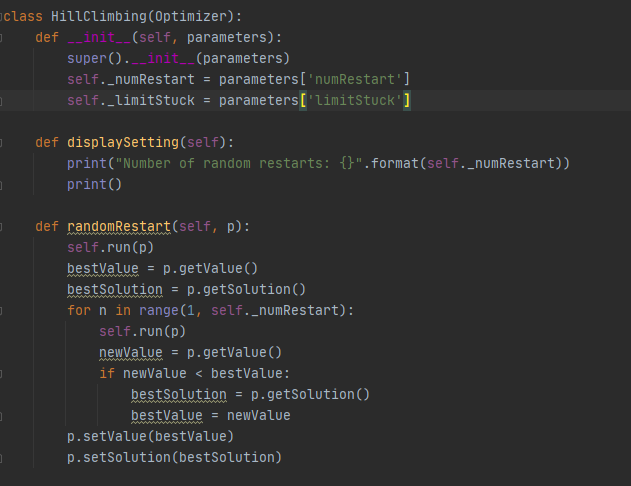 class HillClimbing(Optimizer):
    def __init__(self, parameters):
        super().__init__(parameters)
        self._numRestart = parameters['numRestart']
        self._limitStuck = parameters['limitStuck']
    def displaySetting(self):
        print("Number of random restarts: {}".format(self._numRestart))
        print()
    def randomRestart(self, p):
        self.run(p)
        bestValue = p.getValue()
        bestSolution = p.getSolution()
        for n in range(1, self._numRestart):
            self.run(p)
            newValue = p.getValue()
            if newValue < bestValue:
                bestSolution = p.getSolution()
                bestValue = newValue
        p.setValue(bestValue)
        p.setSolution(bestSolution)